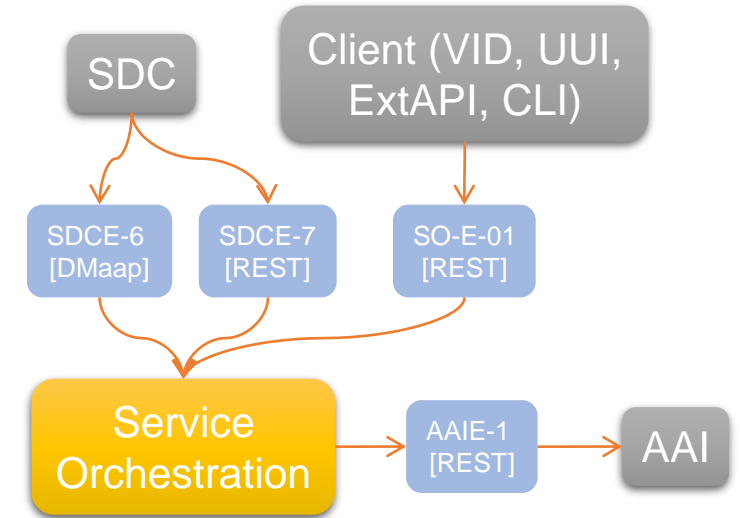 SDC
Client (VID, UUI,
ExtAPI, CLI)
SDCE-6
[DMaap]
SDCE-7
[REST]
SO-E-01
[REST]
Service
Orchestration
AAIE-1
[REST]
AAI